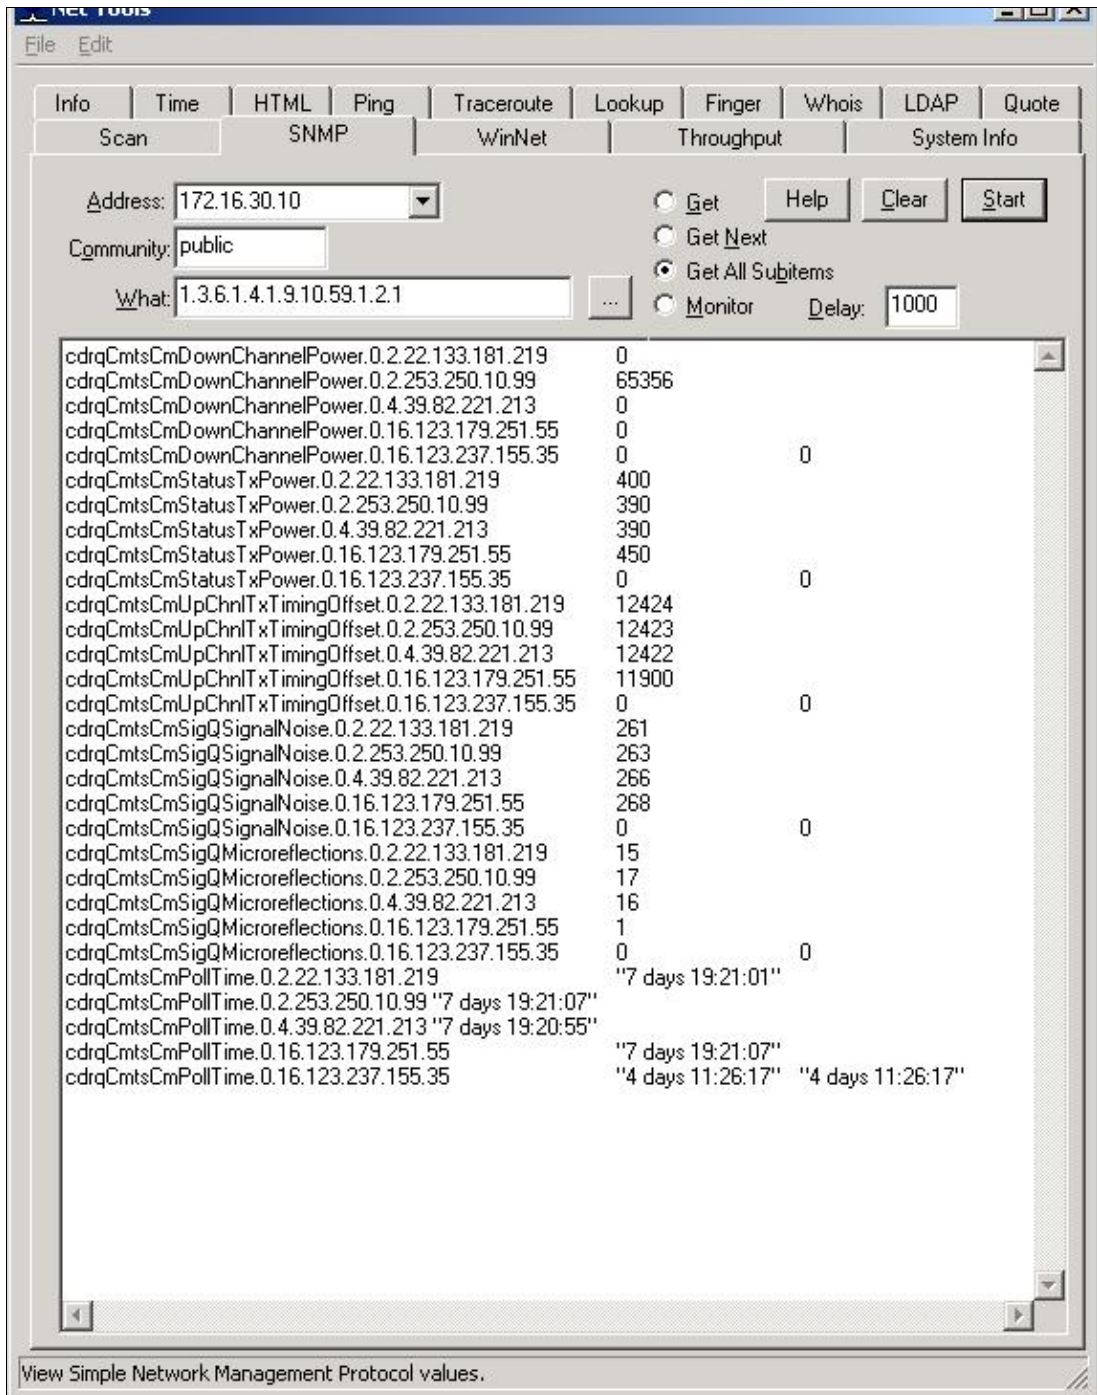 Net Tools
File Edit
Info Time HTML Ping Traceroute Lookup Finger Whois LDAP Quote
Scan SNMP WinNet Throughput System Info
Address: 172.16.30.10 Get Help Clear Start
Community: public Get Next
Get All Subitems
What: 1.3.6.1.4.1.9.10.59.1.2.1 ... Monitor Delay: 1000
cdrqCmtsCmDownChannelPower.0.2.22.133.181.219 0
cdrqCmtsCmDownChannelPower.0.2.253.250.10.99 65356
cdrqCmtsCmDownChannelPower.0.4.39.82.221.213 0
cdrqCmtsCmDownChannelPower.0.16.123.179.251.55 0
cdrqCmtsCmDownChannelPower.0.16.123.237.155.35 0 0
cdrqCmtsCmStatusTxPower.0.2.22.133.181.219 400
cdrqCmtsCmStatusTxPower.0.2.253.250.10.99 390
cdrqCmtsCmStatusTxPower.0.4.39.82.221.213 390
cdrqCmtsCmStatusTxPower.0.16.123.179.251.55 450
cdrqCmtsCmStatusTxPower.0.16.123.237.155.35 0 0
cdrqCmtsCmUpChnlTxTimingOffset.0.2.22.133.181.219 12424
cdrqCmtsCmUpChnlTxTimingOffset.0.2.253.250.10.99 12423
cdrqCmtsCmUpChnlTxTimingOffset.0.4.39.82.221.213 12422
cdrqCmtsCmUpChnlTxTimingOffset.0.16.123.179.251.55 11900
cdrqCmtsCmUpChnlTxTimingOffset.0.16.123.237.155.35 0 0
cdrqCmtsCmSigQSignalNoise.0.2.22.133.181.219 261
cdrqCmtsCmSigQSignalNoise.0.2.253.250.10.99 263
cdrqCmtsCmSigQSignalNoise.0.4.39.82.221.213 266
cdrqCmtsCmSigQSignalNoise.0.16.123.179.251.55 268
cdrqCmtsCmSigQSignalNoise.0.16.123.237.155.35 0 0
cdrqCmtsCmSigQMicroreflections.0.2.22.133.181.219 15
cdrqCmtsCmSigQMicroreflections.0.2.253.250.10.99 17
cdrqCmtsCmSigQMicroreflections.0.4.39.82.221.213 16
cdrqCmtsCmSigQMicroreflections.0.16.123.179.251.55 1
cdrqCmtsCmSigQMicroreflections.0.16.123.237.155.35 0 0
cdrqCmtsCmPollTime.0.2.22.133.181.219 "7 days 19:21:01"
cdrqCmtsCmPollTime.0.2.253.250.10.99 "7 days 19:21:07"
cdrqCmtsCmPollTime.0.4.39.82.221.213 "7 days 19:20:55"
cdrqCmtsCmPollTime.0.16.123.179.251.55 "7 days 19:21:07"
cdrqCmtsCmPollTime.0.16.123.237.155.35 "4 days 11:26:17" "4 days 11:26:17"
View Simple Network Management Protocol values.